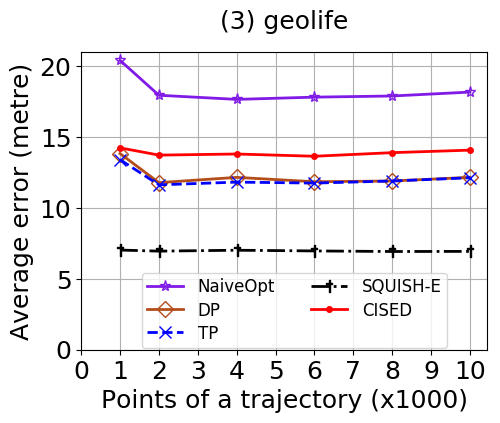 (3) geolife
Average error (metre)
20
15
10
5
0
NaiveOpt
DP
TP
SQUISH-E
CISED
0 1 2 3 4 5 6 7 8 9 10
Points of a trajectory (x1000)